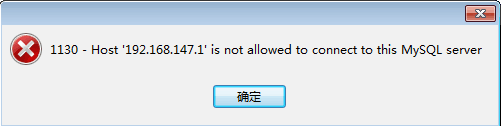 1130 - Host '192.168.147.1' is not allowed to connect to this MySQL server
确定